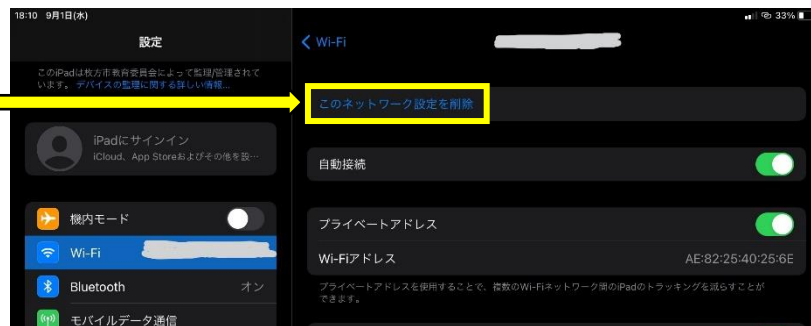 18:10 9月1日(水)
33%
設定
Wi-Fi
このiPadは枚方市教育委員会によって監理/管理されて
います。デバイスの監理に関する詳しい情報...
このネットワーク設定を削除
iPadにサインイン
iCloud、App Storeおよびその他を設…
自動接続
機内モード
プライベートアドレス
Wi-Fi
Wi-Fiアドレス
AE:82:25:40:25:6E
Bluetooth
オン
プライベートアドレスを使用することで、複数のWi-Fiネットワーク間のiPadのトラッキングを減らすことが
できます。
モバイルデータ通信